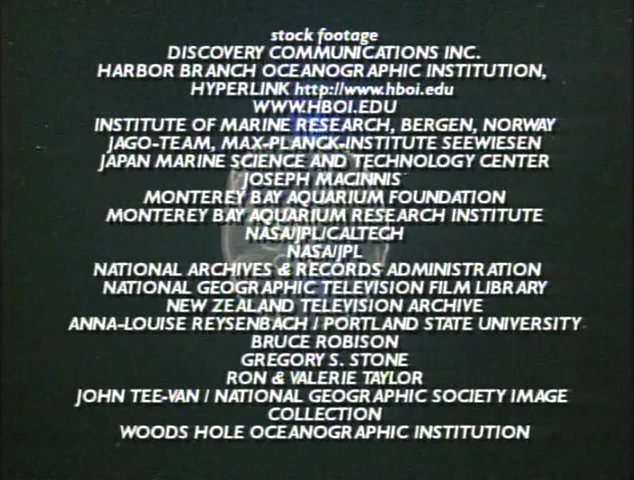 stock footage
DISCOVERY COMMUNICATIONS INC.
HARBOR BRANCH OCEANOGRAPHIC INSTITUTION,
HYPERLINK http://www.hboi.edu
WWW.HBOI.EDU
INSTITUTE OF MARINE RESEARCH, BERGEN, NORWAY
JAGO-TEAM, MAX-PLANCK-INSTITUTE SEEWIESEN
JAPAN MARINE SCIENCE AND TECHNOLOGY CENTER
JOSEPH MACINNIS
MONTEREY BAY AQUARIUM FOUNDATION
MONTEREY BAY AQUARIUM RESEARCH INSTITUTE
NASA/JPL/CALTECH
NASA/JPL
NATIONAL ARCHIVES & RECORDS ADMINISTRATION
NATIONAL GEOGRAPHIC TELEVISION FILM LIBRARY
NEW ZEALAND TELEVISION ARCHIVE
ANNA-LOUISE REYSENBACH / PORTLAND STATE UNIVERSITY
BRUCE ROBISON
GREGORY S. STONE
RON & VALERIE TAYLOR
JOHN TEE-VAN / NATIONAL GEOGRAPHIC SOCIETY IMAGE
COLLECTION
WOODS HOLE OCEANOGRAPHIC INSTITUTION